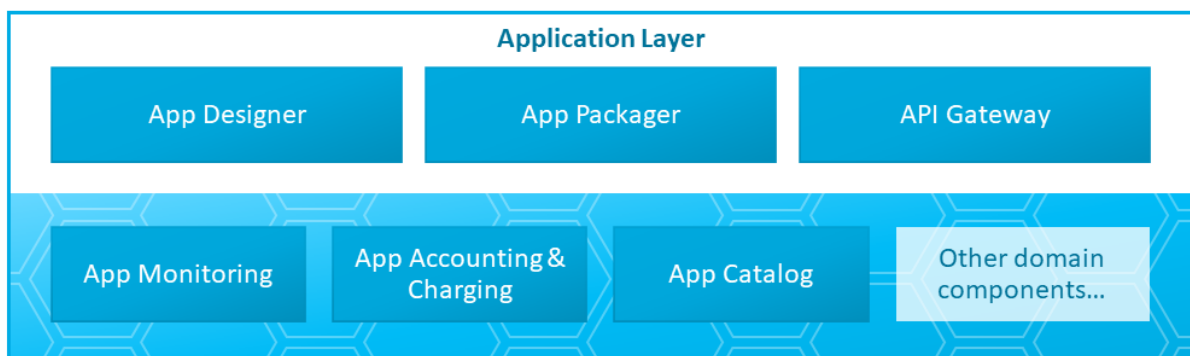 Application Layer
App Designer
App Packager
API Gateway
App Monitoring
App Accounting &
Charging
App Catalog
Other domain
components...